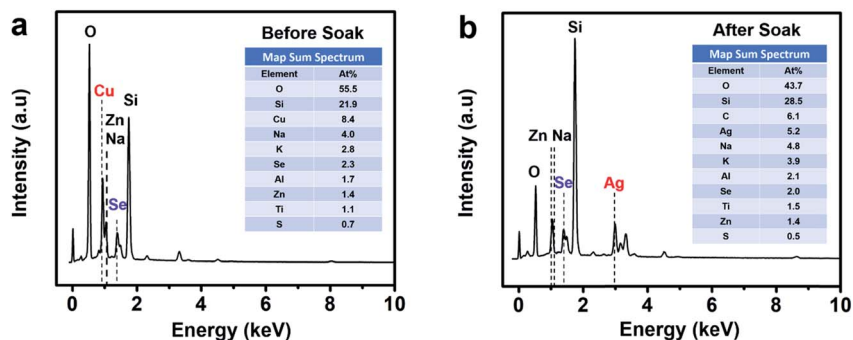 a
Before Soak
O
Cu
Zn
Na
Si
Se
Map Sum Spectrum
Element At%
O 55.5
Si 21.9
Cu 8.4
Na 4.0
K 2.8
Se 2.3
Al 1.7
Zn 1.4
Ti 1.1
S 0.7
Intensity (a.u)
0 2 4 6 8 10
Energy (keV)
b
After Soak
Si
Zn Na
O
Se
Ag
Map Sum Spectrum
Element At%
O 43.7
Si 28.5
C 6.1
Ag 5.2
Na 4.8
K 3.9
Al 2.1
Se 2.0
Ti 1.5
Zn 1.4
S 0.5
Intensity (a.u)
0 2 4 6 8 10
Energy (keV)